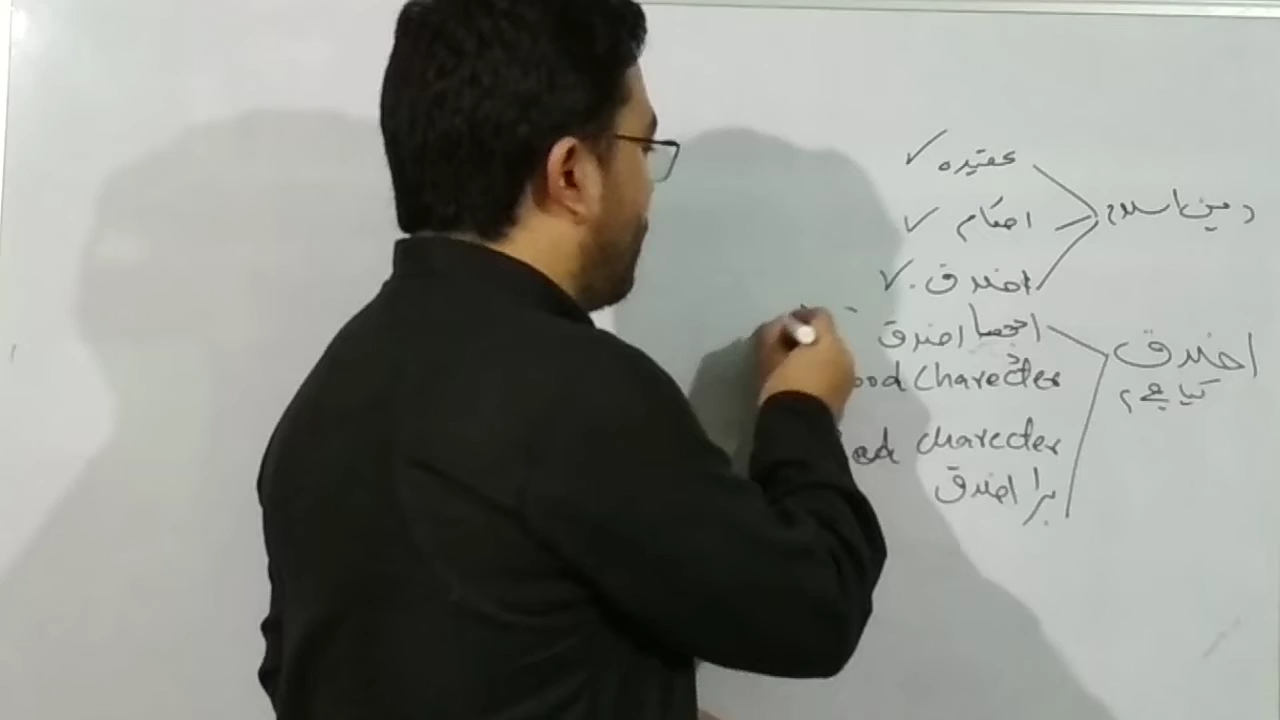 عقیدہ ✓
دین اسلام
احکام ✓
اخلاق ✓
اچھا اخلاق
اخلاق
کیا ہے؟
ood Charecter
ad charecter
برا اخلاق